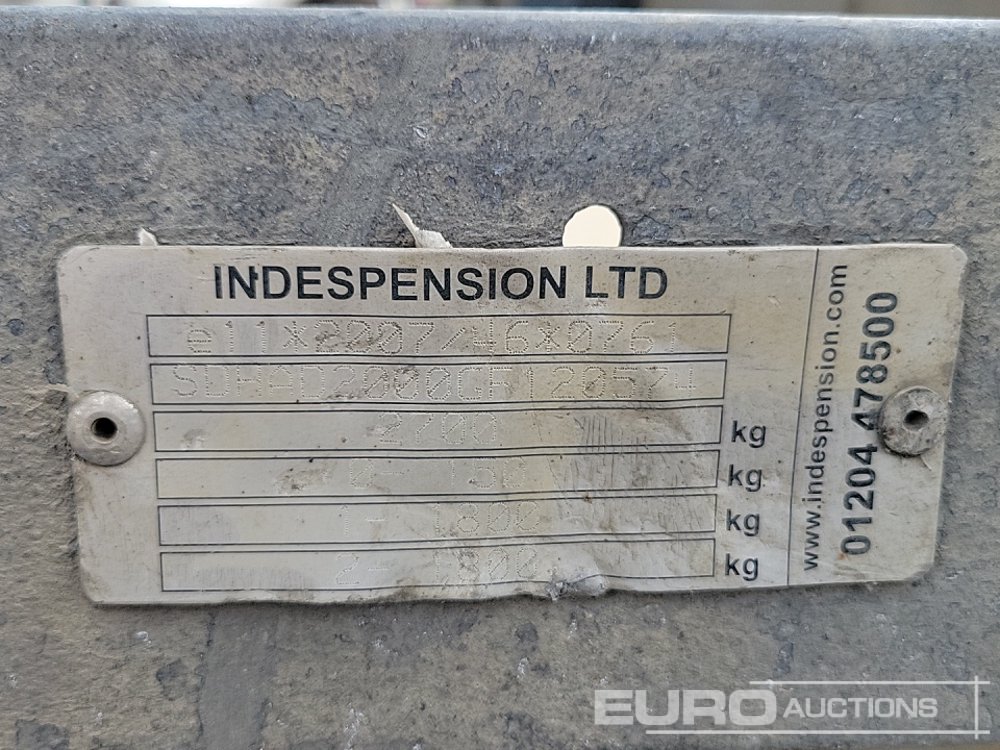 INDESPENSION LTD
e11*2007/46*0761
SDHAD2000GF120574
2700 kg
0- 150 kg
1- 1800 kg
2- 1800 kg
www.indespension.com
01204 478500
EURO AUCTIONS